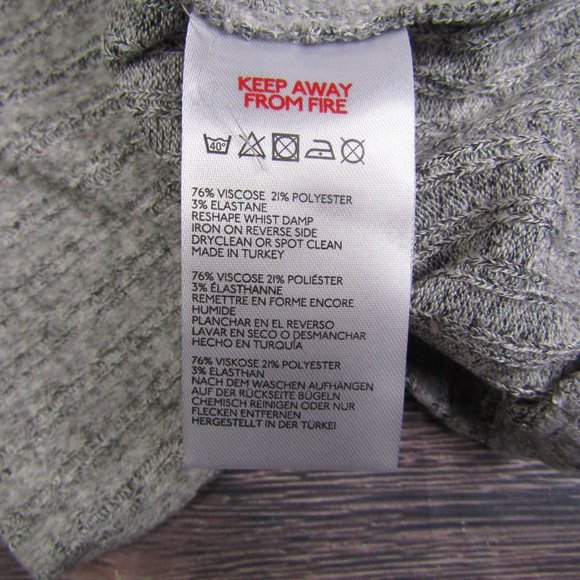 KEEP AWAY
FROM FIRE
40°
76% VISCOSE 21% POLYESTER
3% ELASTANE
RESHAPE WHIST DAMP
IRON ON REVERSE SIDE
DRYCLEAN OR SPOT CLEAN
MADE IN TURKEY
76% VISCOSE 21% POLIÉSTER
3% ÉLASTHANNE
REMETTRE EN FORME ENCORE
HUMIDE
PLANCHAR EN EL REVERSO
LAVAR EN SECO O DESMANCHAR
HECHO EN TURQUÍA
76% VISKOSE 21% POLYESTER
3% ELASTHAN
NACH DEM WASCHEN AUFHÄNGEN
AUF DER RÜCKSEITE BÜGELN
CHEMISCH REINIGEN ODER NUR
FLECKEN ENTFERNEN
HERGESTELLT IN DER TÜRKEI